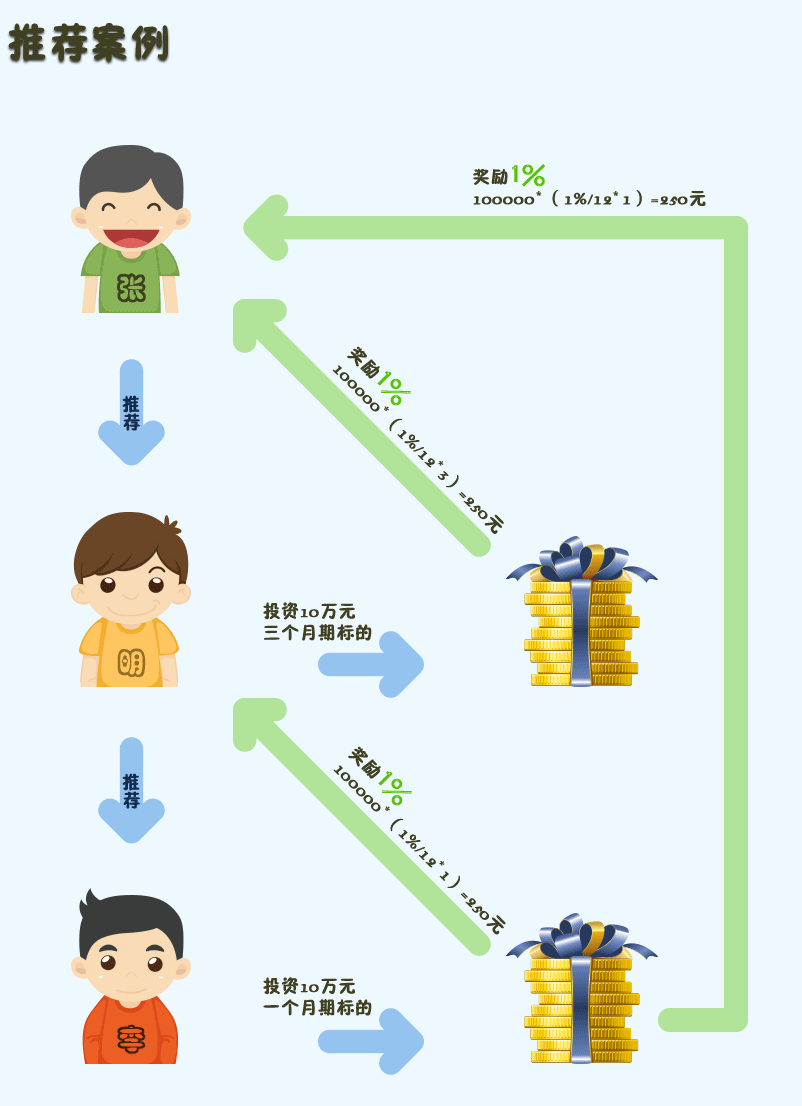 推荐案例
奖励1%
100000*（1%/12*1）=250元
张
奖励1%
100000*（1%/12*3）=250元
推荐
投资10万元
三个月期标的
明
奖励1%
100000*（1%/12*1）=250元
推荐
投资10万元
一个月期标的